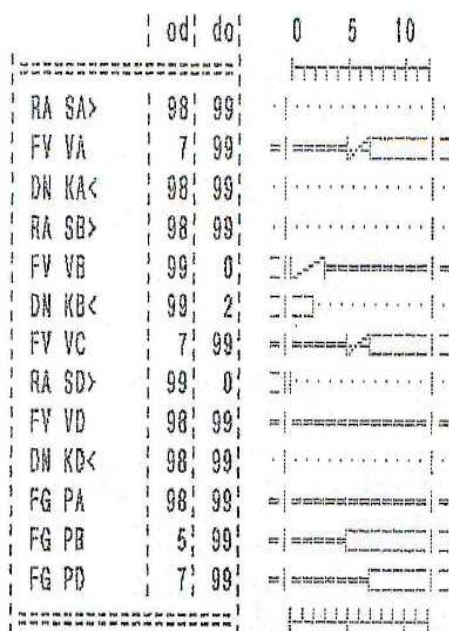 od do 0 5 10
RA SA> 98 99
FV VA 7 99
DN KA< 98 99
RA SB> 98 99
FV VB 99 0
DN KB< 99 2
FV VC 7 99
RA SD> 99 0
FV VD 98 99
DN KD< 98 99
FG PA 98 99
FG PB 5 99
FG PD 7 99